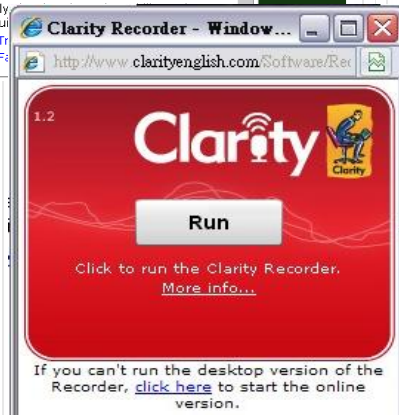 Clarity Recorder - Window...
http://www.clarityenglish.com/Software/Rec
1.2
Clarity
Clarity
Run
Click to run the Clarity Recorder.
More info...
If you can't run the desktop version of the
Recorder, click here to start the online
version.